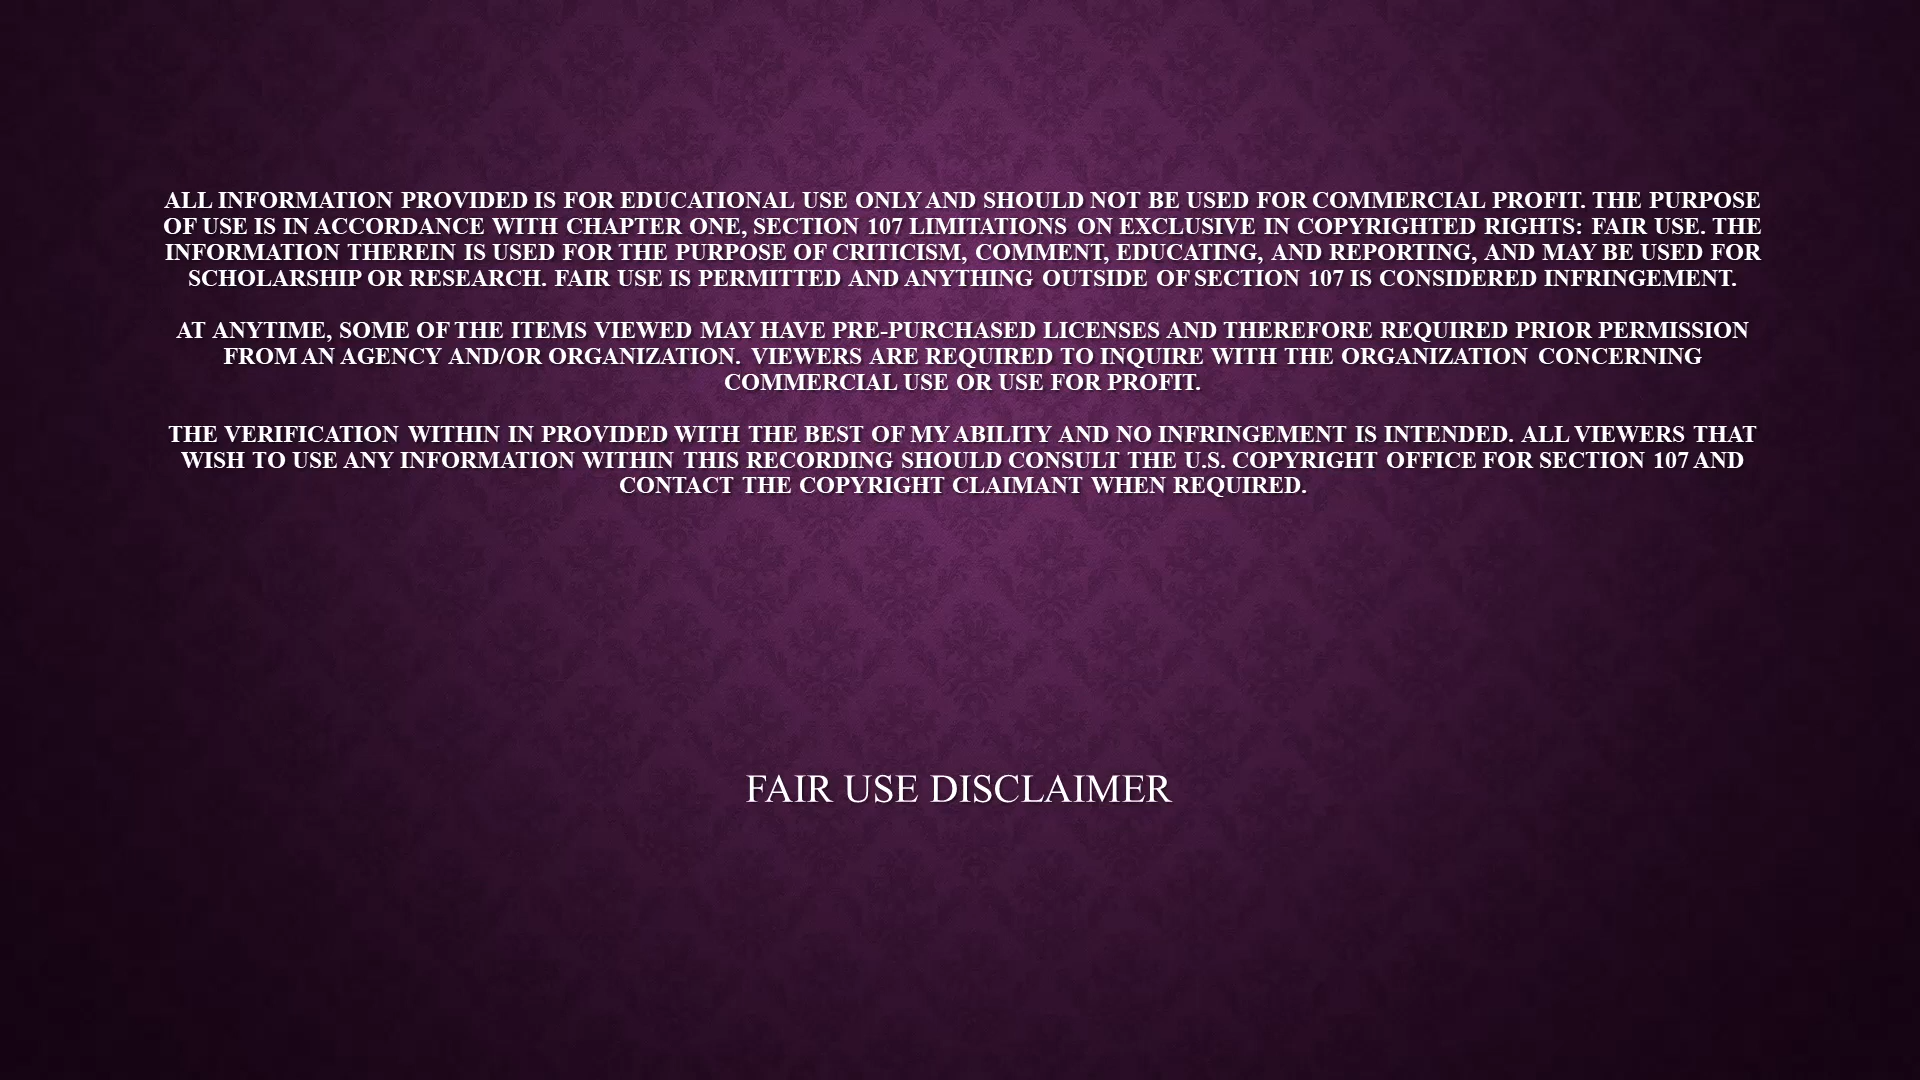 ALL INFORMATION PROVIDED IS FOR EDUCATIONAL USE ONLY AND SHOULD NOT BE USED FOR COMMERCIAL PROFIT. THE PURPOSE
OF USE IS IN ACCORDANCE WITH CHAPTER ONE, SECTION 107 LIMITATIONS ON EXCLUSIVE IN COPYRIGHTED RIGHTS: FAIR USE. THE
INFORMATION THEREIN IS USED FOR THE PURPOSE OF CRITICISM, COMMENT, EDUCATING, AND REPORTING, AND MAY BE USED FOR
SCHOLARSHIP OR RESEARCH. FAIR USE IS PERMITTED AND ANYTHING OUTSIDE OF SECTION 107 IS CONSIDERED INFRINGEMENT.
AT ANYTIME, SOME OF THE ITEMS VIEWED MAY HAVE PRE-PURCHASED LICENSES AND THEREFORE REQUIRED PRIOR PERMISSION
FROM AN AGENCY AND/OR ORGANIZATION. VIEWERS ARE REQUIRED TO INQUIRE WITH THE ORGANIZATION CONCERNING
COMMERCIAL USE OR USE FOR PROFIT.
THE VERIFICATION WITHIN IN PROVIDED WITH THE BEST OF MY ABILITY AND NO INFRINGEMENT IS INTENDED. ALL VIEWERS THAT
WISH TO USE ANY INFORMATION WITHIN THIS RECORDING SHOULD CONSULT THE U.S. COPYRIGHT OFFICE FOR SECTION 107 AND
CONTACT THE COPYRIGHT CLAIMANT WHEN REQUIRED.
FAIR USE DISCLAIMER